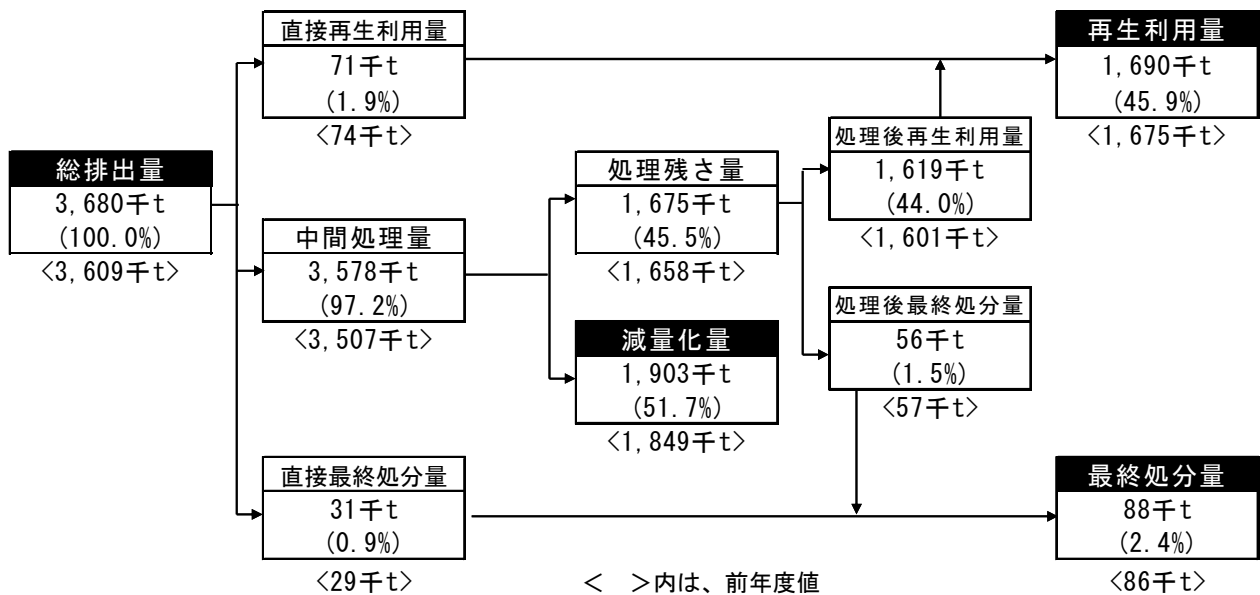 直接再生利用量
71千t
(1.9%)
<74千t>
再生利用量
1,690千t
(45.9%)
<1,675千t>
総排出量
3,680千t
(100.0%)
<3,609千t>
中間処理量
3,578千t
(97.2%)
<3,507千t>
処理残さ量
1,675千t
(45.5%)
<1,658千t>
処理後再生利用量
1,619千t
(44.0%)
<1,601千t>
減量化量
1,903千t
(51.7%)
<1,849千t>
処理後最終処分量
56千t
(1.5%)
<57千t>
直接最終処分量
31千t
(0.9%)
<29千t>
最終処分量
88千t
(2.4%)
<86千t>
< >内は、前年度値